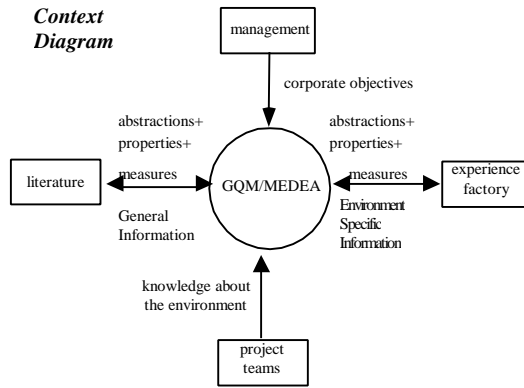 Context
Diagram
management
corporate objectives
abstractions+
properties+
measures
literature
General
Information
GQM/MEDEA
abstractions+
properties+
measures
experience
factory
Environment
Specific
Information
knowledge about
the environment
project
teams